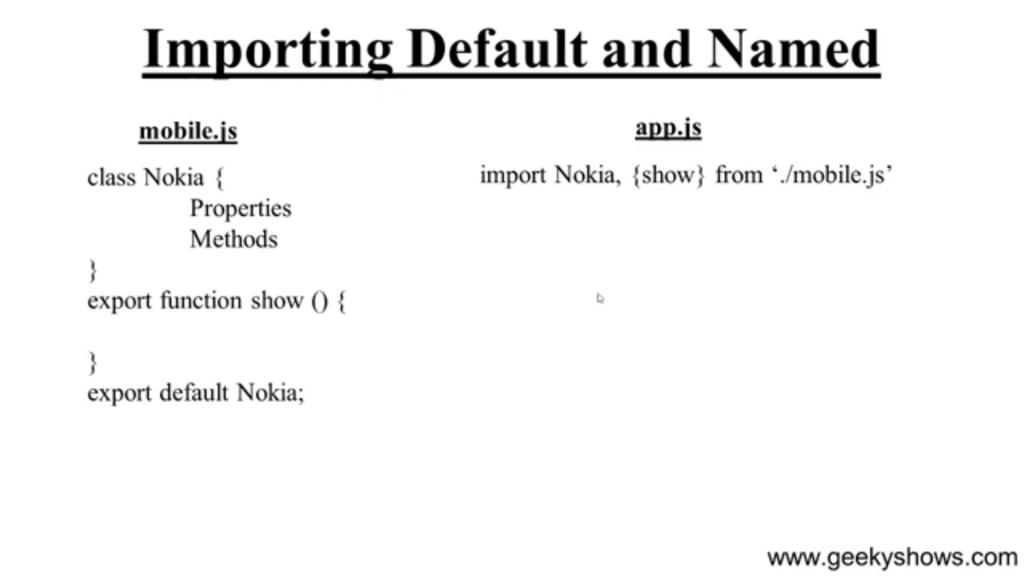 Importing Default and Named
mobile.js
class Nokia {
Properties
Methods
}
export function show () {
}
export default Nokia;
app.js
import Nokia, {show} from ‘./mobile.js’
www.geekyshows.com